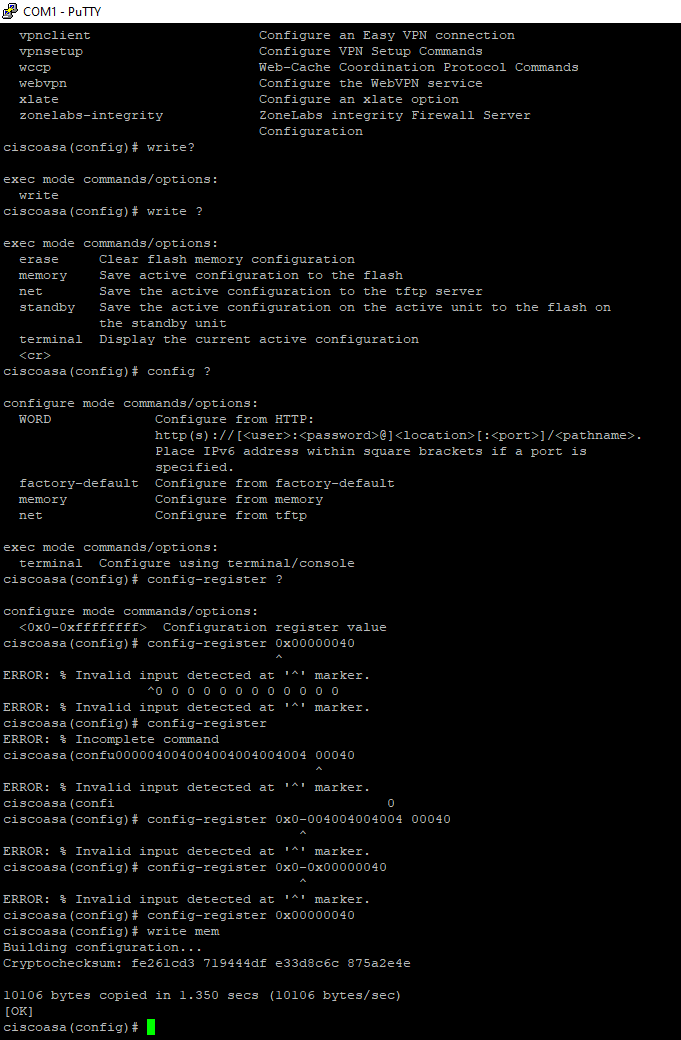 COM1 - PuTTY
vpnclient Configure an Easy VPN connection
vpnsetup Configure VPN Setup Commands
wccp Web-Cache Coordination Protocol Commands
webvpn Configure the WebVPN service
xlate Configure an xlate option
zonelabs-integrity ZoneLabs integrity Firewall Server
Configuration
ciscoasa(config)# write?
exec mode commands/options:
write
ciscoasa(config)# write ?
exec mode commands/options:
erase Clear flash memory configuration
memory Save active configuration to the flash
net Save the active configuration to the tftp server
standby Save the active configuration on the active unit to the flash on
the standby unit
terminal Display the current active configuration
<cr>
ciscoasa(config)# config ?
configure mode commands/options:
WORD Configure from HTTP:
http(s)://[<user>:<password>@]<location>[:<port>]/<pathname>.
Place IPv6 address within square brackets if a port is
specified.
factory-default Configure from factory-default
memory Configure from memory
net Configure from tftp
exec mode commands/options:
terminal Configure using terminal/console
ciscoasa(config)# config-register ?
configure mode commands/options:
<0x0-0xffffffff> Configuration register value
ciscoasa(config)# config-register 0x00000040
^
ERROR: % Invalid input detected at '^' marker.
^0 0 0 0 0 0 0 0 0 0 0 0
ERROR: % Invalid input detected at '^' marker.
ciscoasa(config)# config-register
ERROR: % Incomplete command
ciscoasa(confu000004004004004004004004 00040
^
ERROR: % Invalid input detected at '^' marker.
ciscoasa(confi 0
ciscoasa(config)# config-register 0x0-004004004004 00040
^
ERROR: % Invalid input detected at '^' marker.
ciscoasa(config)# config-register 0x0-0x00000040
^
ERROR: % Invalid input detected at '^' marker.
ciscoasa(config)# config-register 0x00000040
ciscoasa(config)# write mem
Building configuration...
Cryptochecksum: fe261cd3 719444df e33d8c6c 875a2e4e
10106 bytes copied in 1.350 secs (10106 bytes/sec)
[OK]
ciscoasa(config)#